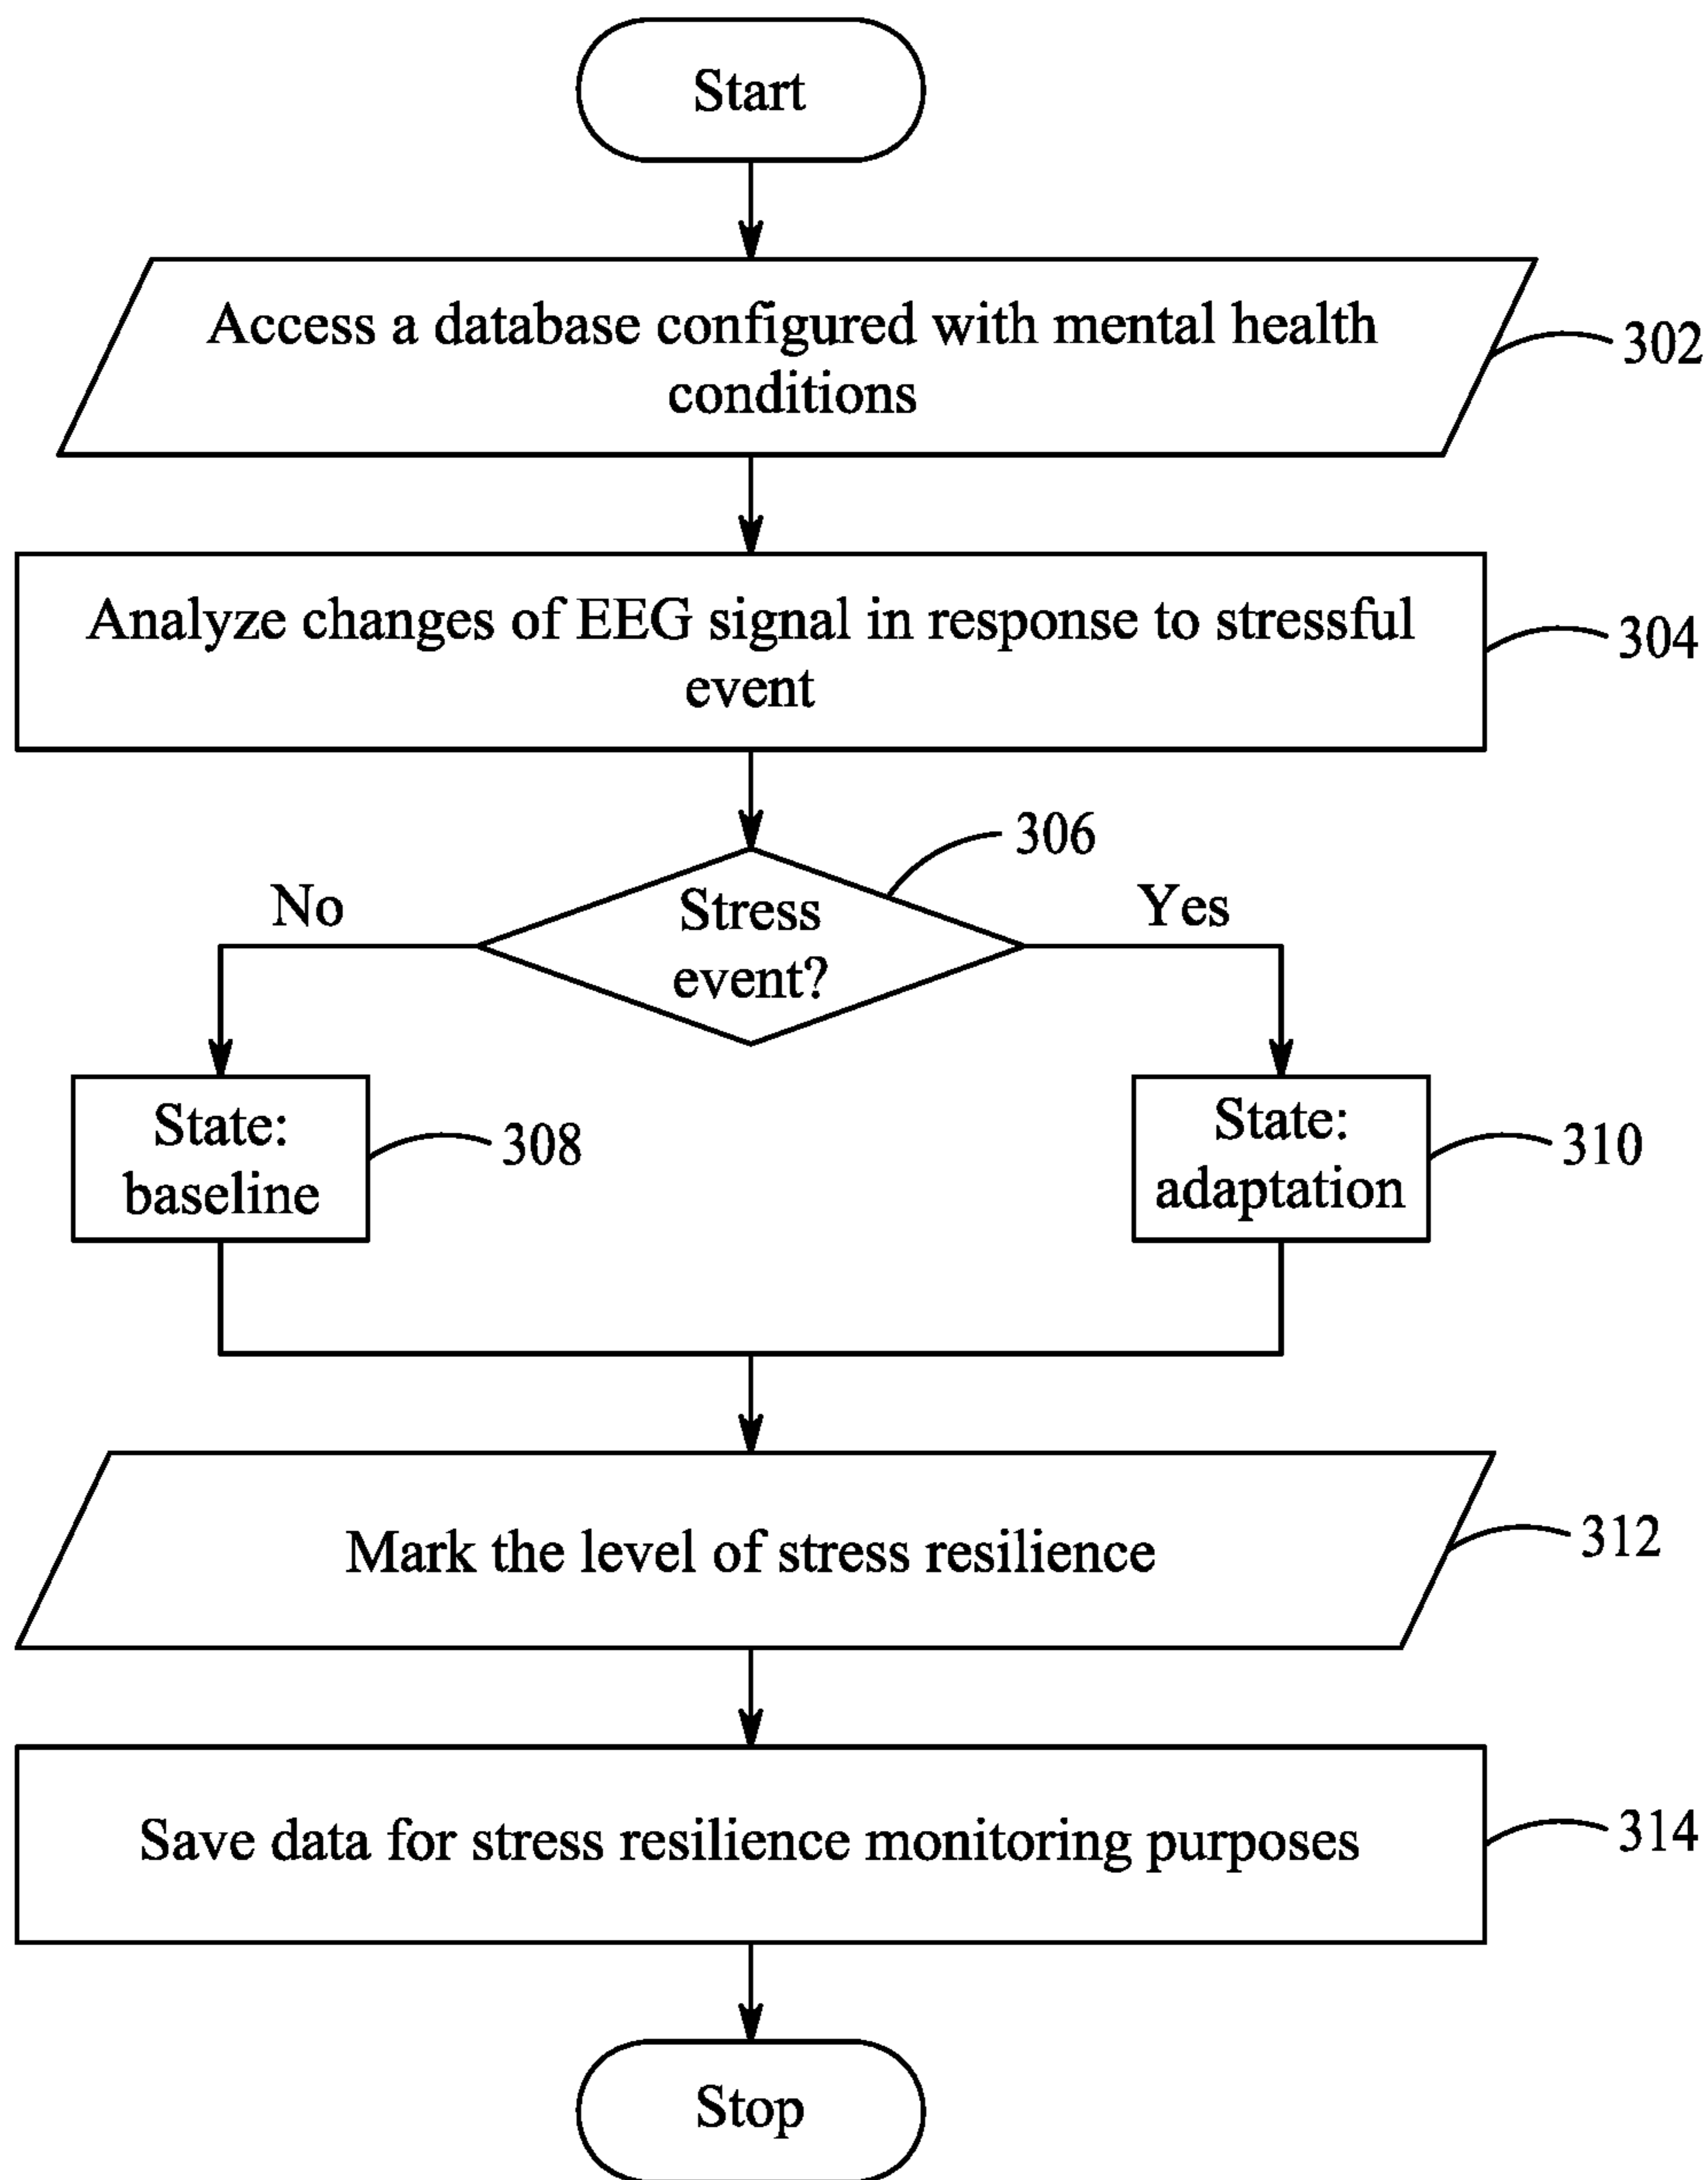 Start
Access a database configured with mental health
conditions
302
Analyze changes of EEG signal in response to stressful
event
304
306
No
Stress
event?
Yes
State:
baseline
308
State:
adaptation
310
Mark the level of stress resilience
312
Save data for stress resilience monitoring purposes
314
Stop